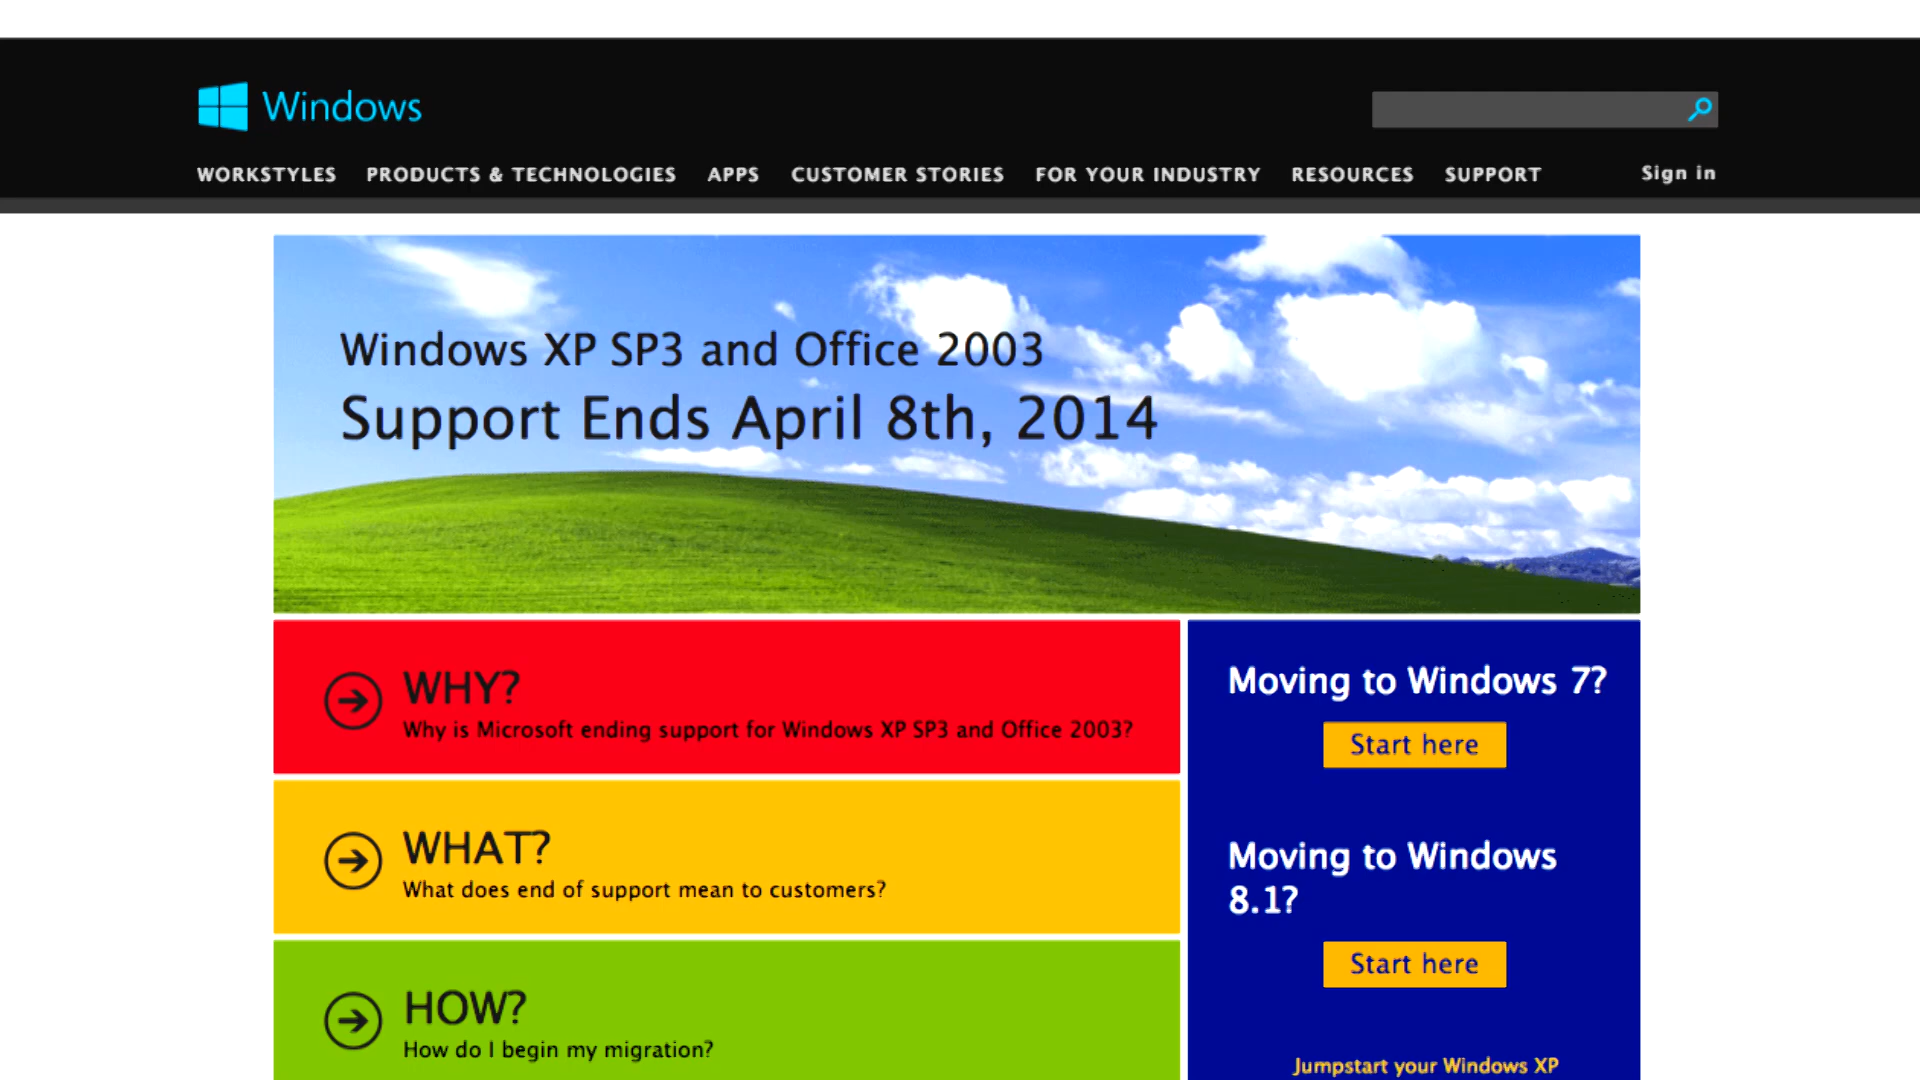 Windows
WORKSTYLES PRODUCTS & TECHNOLOGIES APPS CUSTOMER STORIES FOR YOUR INDUSTRY RESOURCES SUPPORT Sign in
Windows XP SP3 and Office 2003
Support Ends April 8th, 2014
WHY?
Why is Microsoft ending support for Windows XP SP3 and Office 2003?
WHAT?
What does end of support mean to customers?
HOW?
How do I begin my migration?
Moving to Windows 7?
Start here
Moving to Windows
8.1?
Start here
Jumpstart your Windows XP